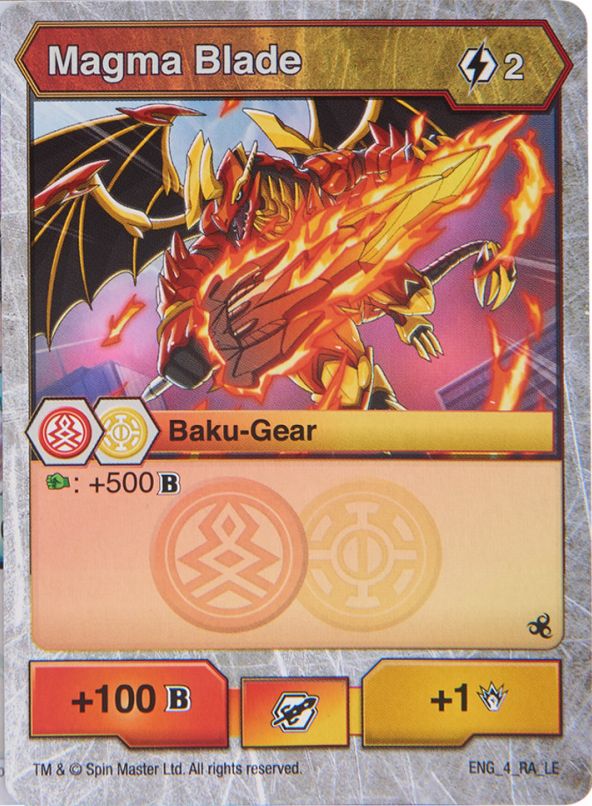 Magma Blade
2
Baku-Gear
: +500 B
+100 B
+1
TM & © Spin Master Ltd. All rights reserved.
ENG_4_RA_LE